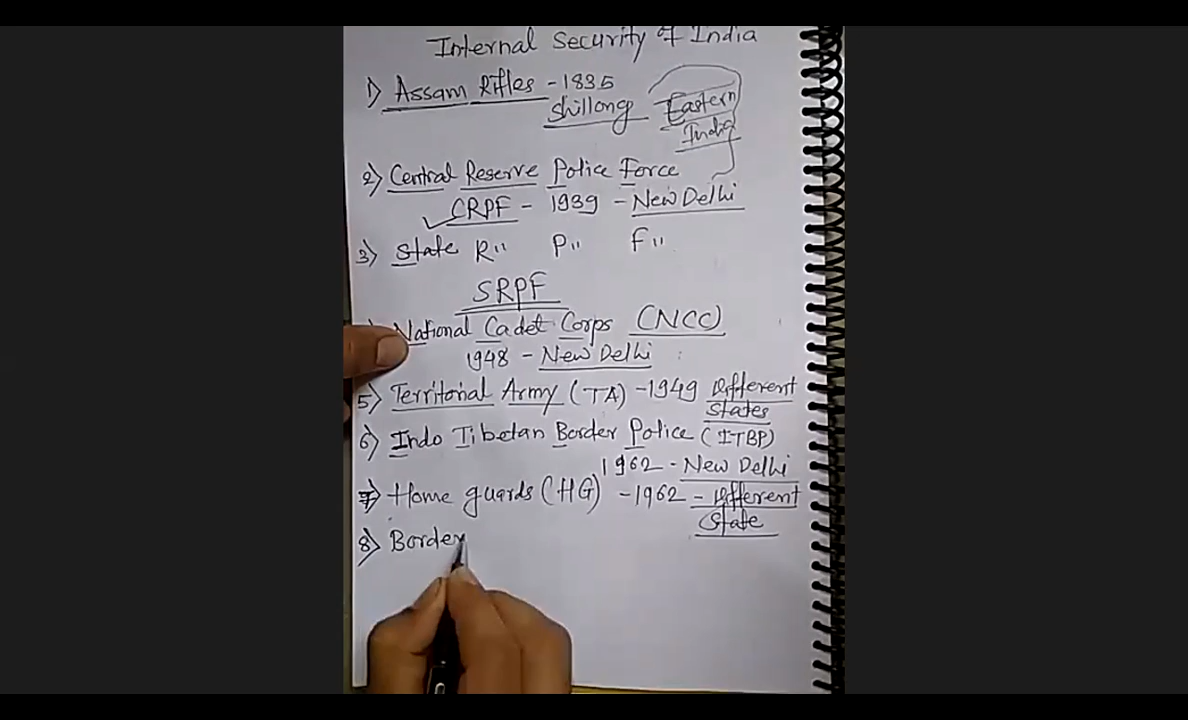 Internal Security of India
1) Assam Rifles - 1835
Shillong Eastern
India
2) Central Reserve Police Force
CRPF - 1939 - New Delhi
3) State R" P" F"
SRPF
National Cadet Corps (NCC)
1948 - New Delhi
5) Territorial Army (TA) - 1949 Different
States
6) Indo Tibetan Border Police (ITBP)
1962 - New Delhi
7) Home guards (HG) - 1962 - Different
State
8) Border